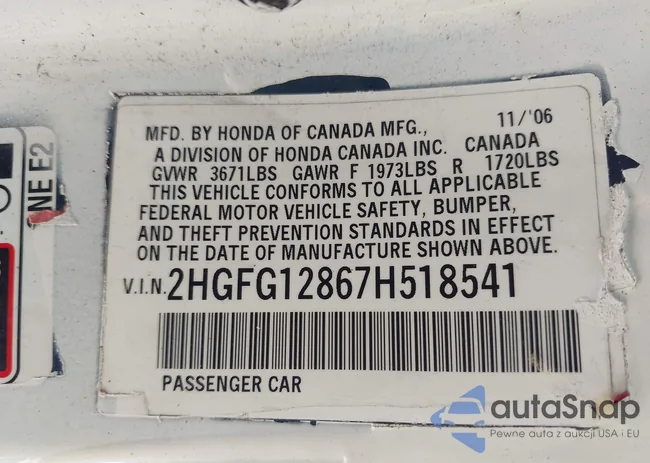 11/'06
MFD. BY HONDA OF CANADA MFG.,
A DIVISION OF HONDA CANADA INC. CANADA
GVWR 3671LBS GAWR F 1973LBS R 1720LBS
THIS VEHICLE CONFORMS TO ALL APPLICABLE
FEDERAL MOTOR VEHICLE SAFETY, BUMPER,
AND THEFT PREVENTION STANDARDS IN EFFECT
ON THE DATE OF MANUFACTURE SHOWN ABOVE.
V.I.N. 2HGFG12867H518541
PASSENGER CAR
NE E2
autaSnap
Pewne auta z aukcji USA i EU